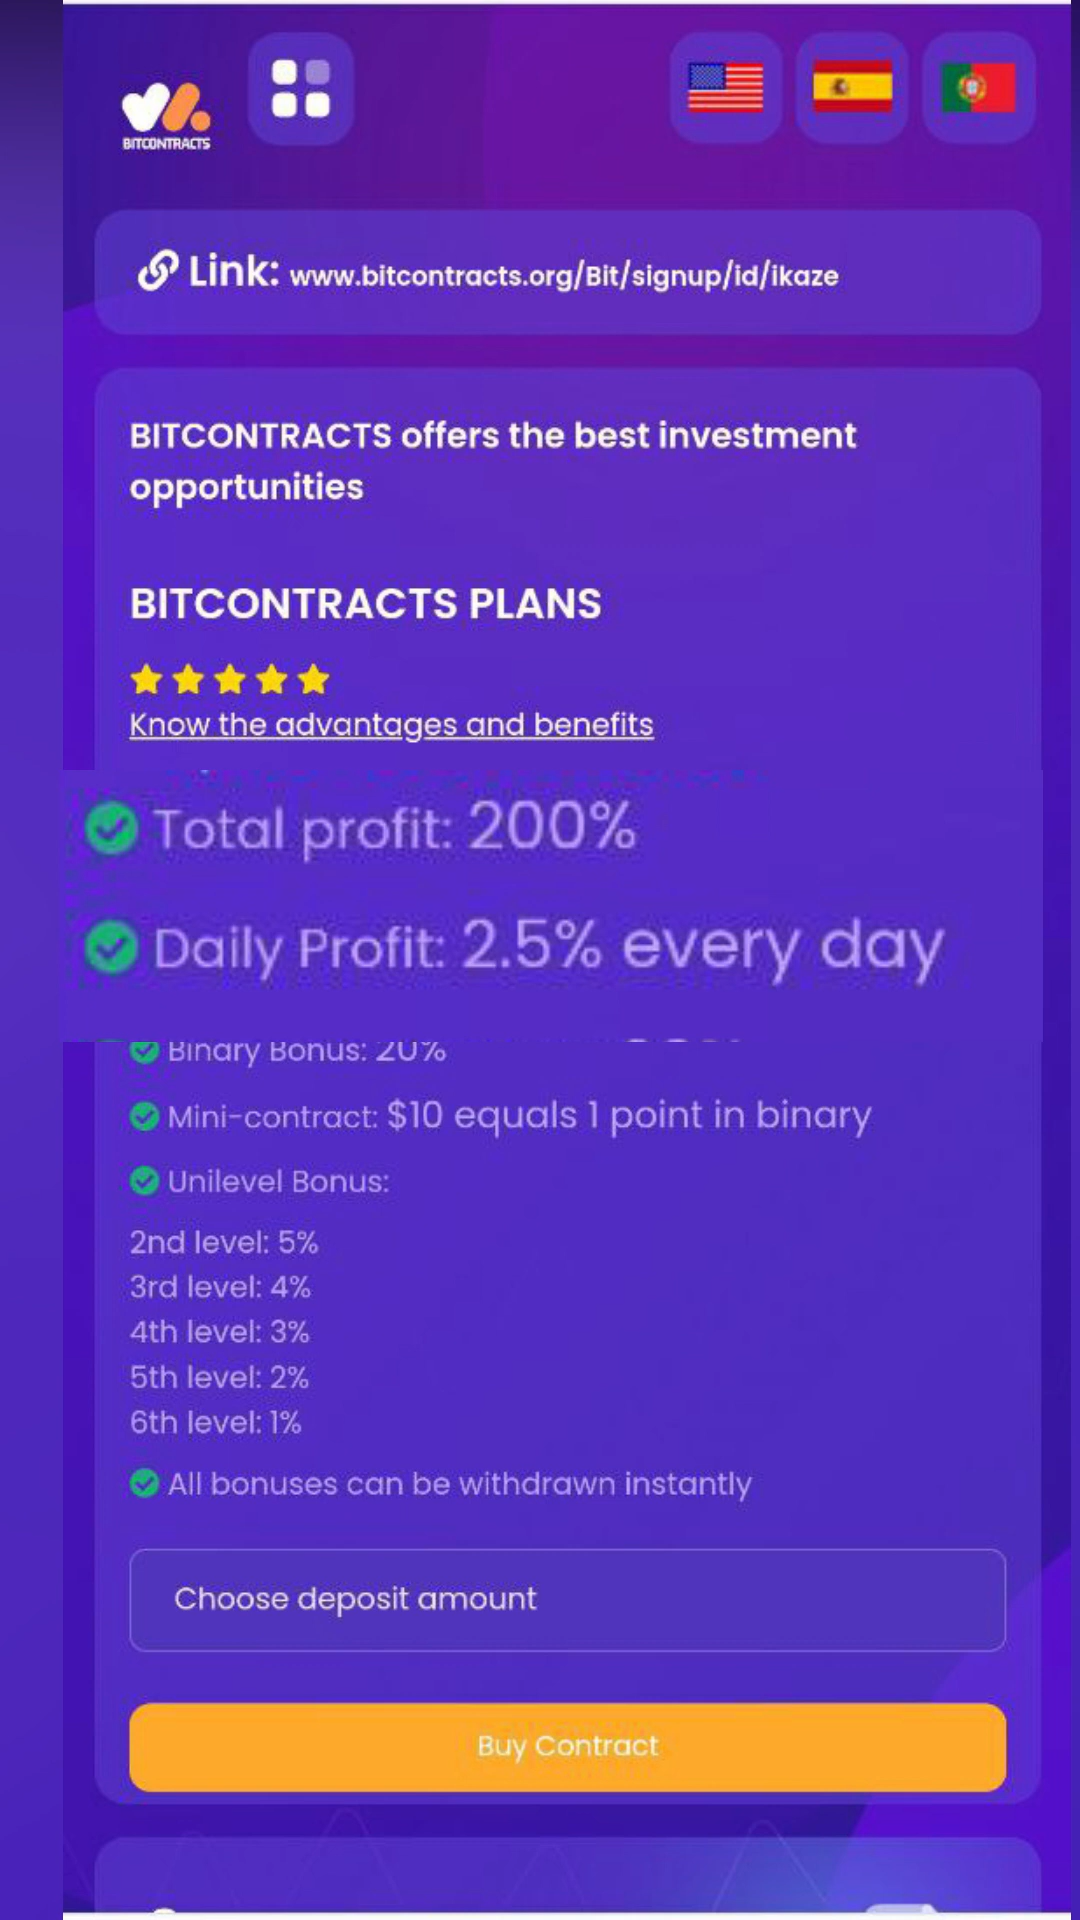 BITCONTRACTS
Link: www.bitcontracts.org/Bit/signup/id/ikaze
BITCONTRACTS offers the best investment
opportunities
BITCONTRACTS PLANS
Know the advantages and benefits
Total profit: 200%
Daily Profit: 2.5% every day
Binary Bonus: 20%
Mini-contract: $10 equals 1 point in binary
Unilevel Bonus:
2nd level: 5%
3rd level: 4%
4th level: 3%
5th level: 2%
6th level: 1%
All bonuses can be withdrawn instantly
Choose deposit amount
Buy Contract